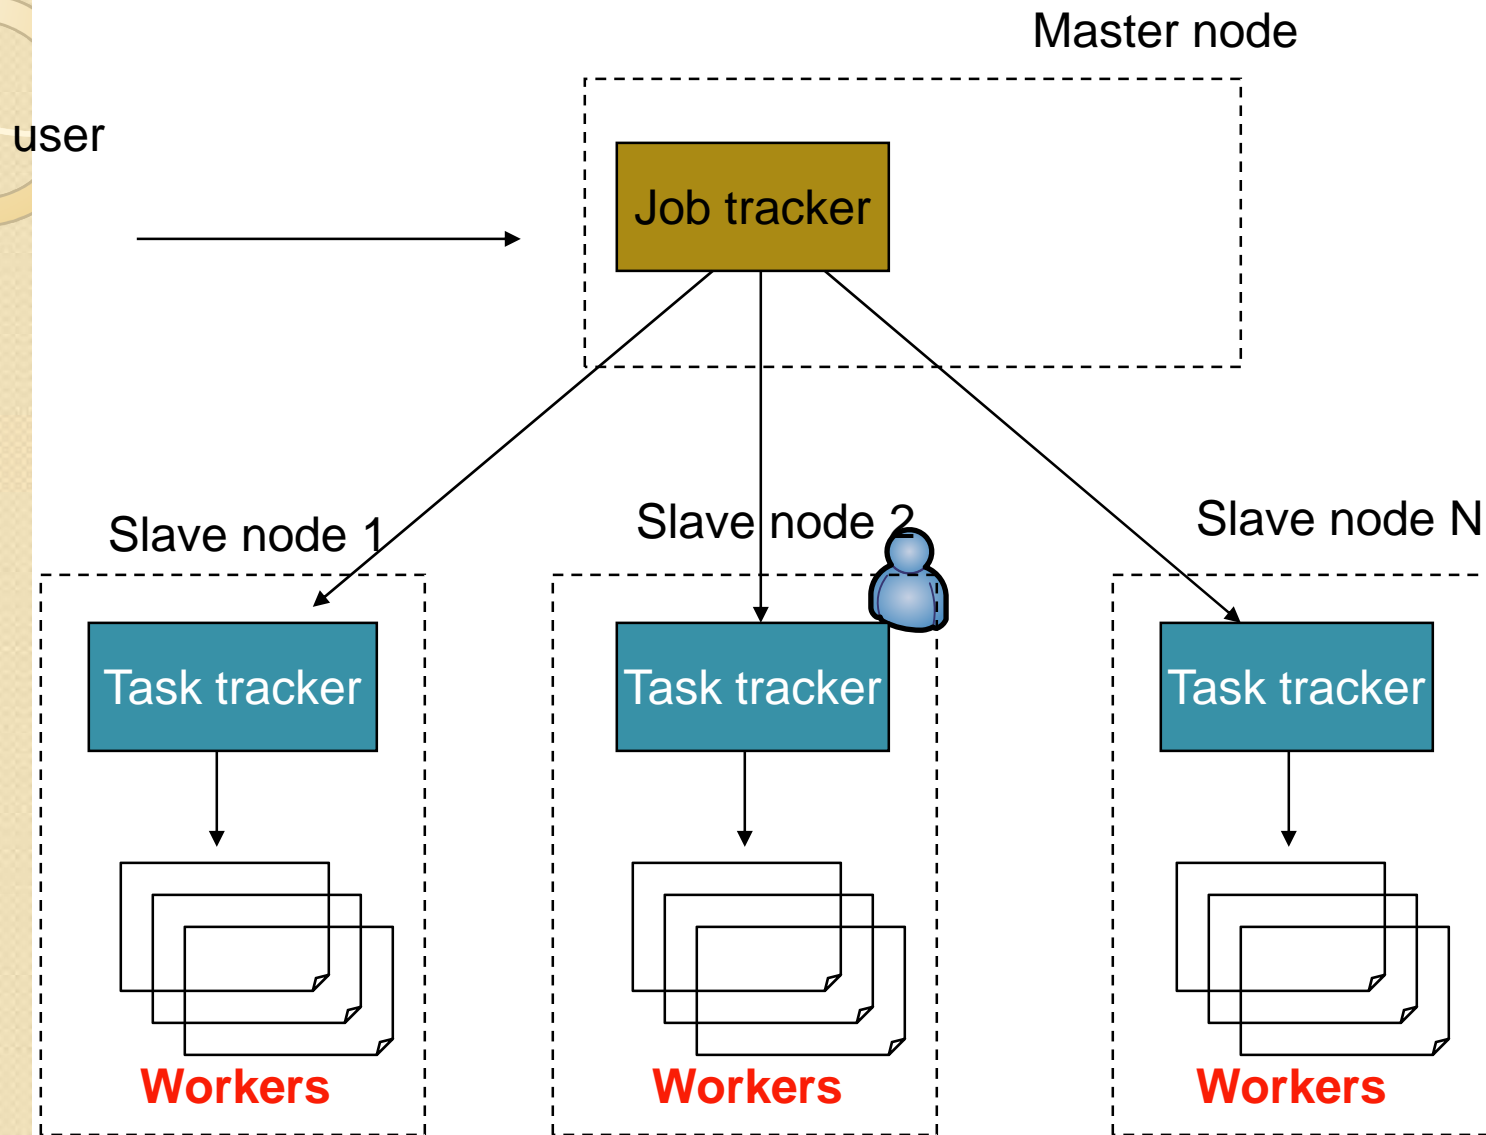 Master node
user
Job tracker
Slave node 1
Slave node 2
Slave node N
Task tracker
Task tracker
Task tracker
Workers
Workers
Workers